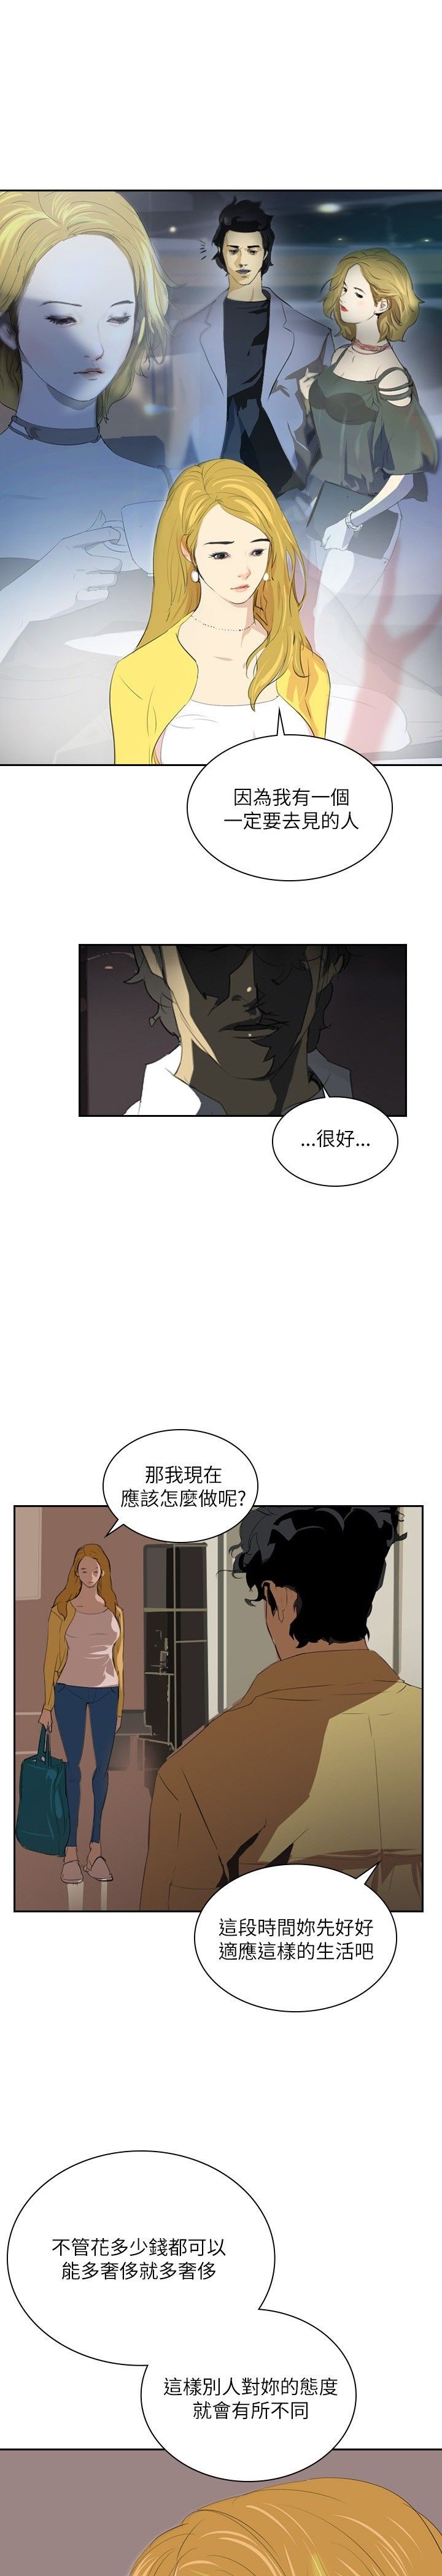 因為我有一個
一定要去見的人
...很好...
那我現在
應該怎麼做呢?
這段時間妳先好好
適應這樣的生活吧
不管花多少錢都可以
能多奢侈就多奢侈
這樣別人對妳的態度
就會有所不同